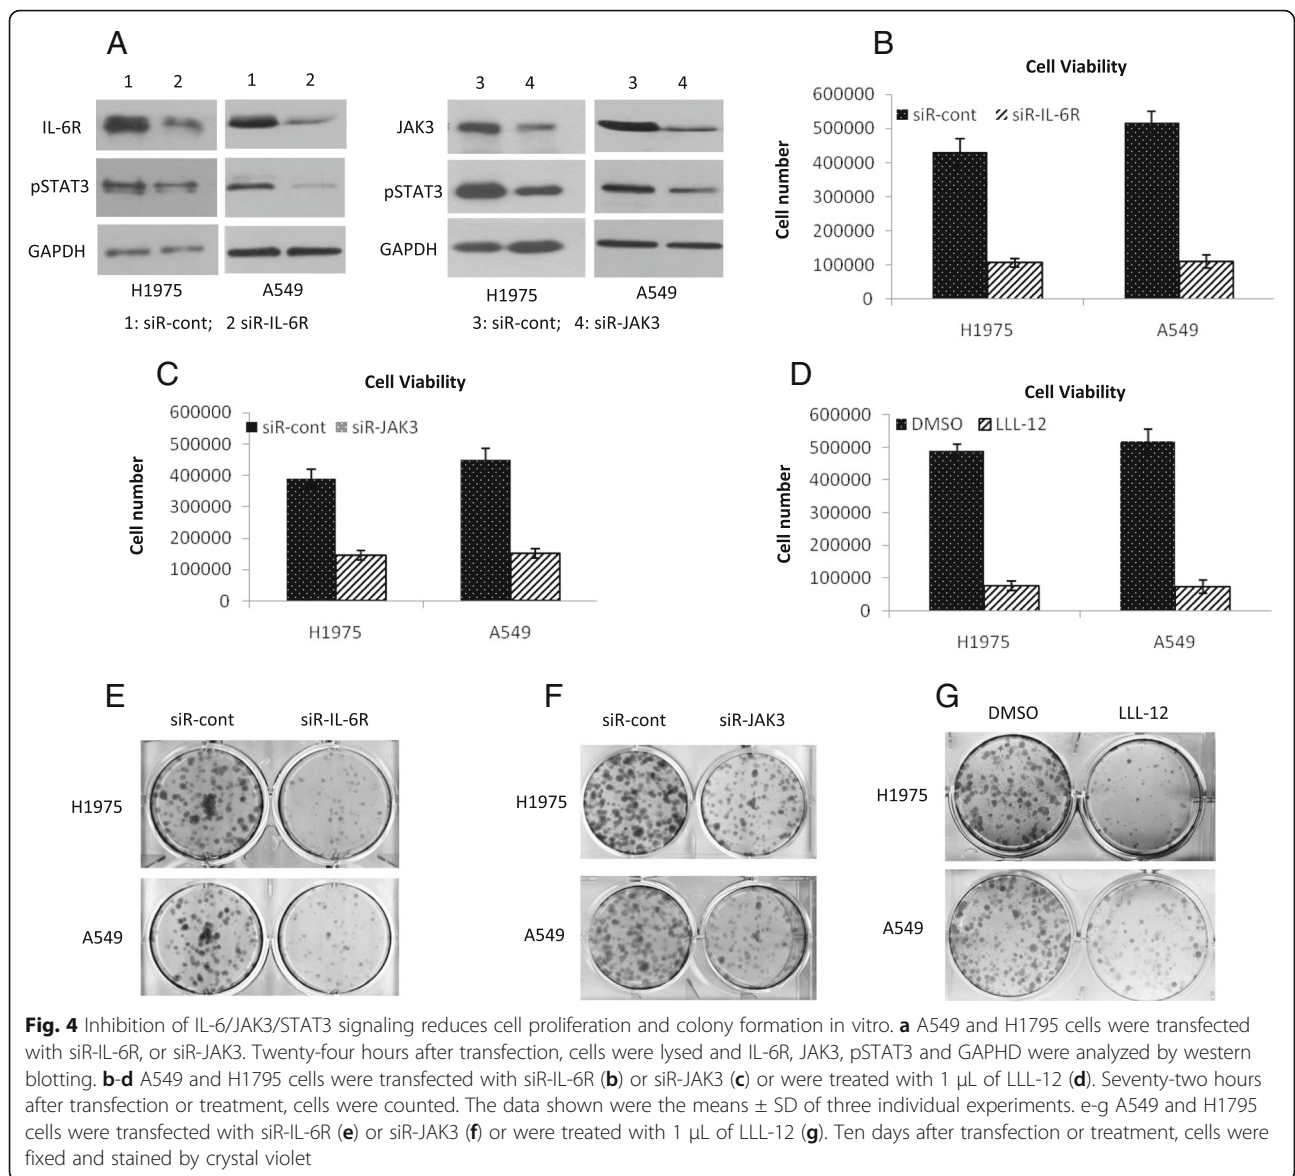 A
1 2 1 2
IL-6R
pSTAT3
GAPDH
H1975 A549
1: siR-cont; 2 siR-IL-6R
3 4 3 4
JAK3
pSTAT3
GAPDH
H1975 A549
3: siR-cont; 4: siR-JAK3
B
Cell Viability
siR-cont siR-IL-6R
Cell number
600000
500000
400000
300000
200000
100000
0
H1975 A549
C
Cell Viability
siR-cont siR-JAK3
Cell number
600000
500000
400000
300000
200000
100000
0
H1975 A549
D
Cell Viability
DMSO LLL-12
Cell number
600000
500000
400000
300000
200000
100000
0
H1975 A549
E
siR-cont siR-IL-6R
H1975
A549
F
siR-cont siR-JAK3
H1975
A549
G
DMSO LLL-12
H1975
A549
Fig. 4 Inhibition of IL-6/JAK3/STAT3 signaling reduces cell proliferation and colony formation in vitro. a A549 and H1795 cells were transfected
with siR-IL-6R, or siR-JAK3. Twenty-four hours after transfection, cells were lysed and IL-6R, JAK3, pSTAT3 and GAPHD were analyzed by western
blotting. b-d A549 and H1795 cells were transfected with siR-IL-6R (b) or siR-JAK3 (c) or were treated with 1 μL of LLL-12 (d). Seventy-two hours
after transfection or treatment, cells were counted. The data shown were the means ± SD of three individual experiments. e-g A549 and H1795
cells were transfected with siR-IL-6R (e) or siR-JAK3 (f) or were treated with 1 μL of LLL-12 (g). Ten days after transfection or treatment, cells were
fixed and stained by crystal violet